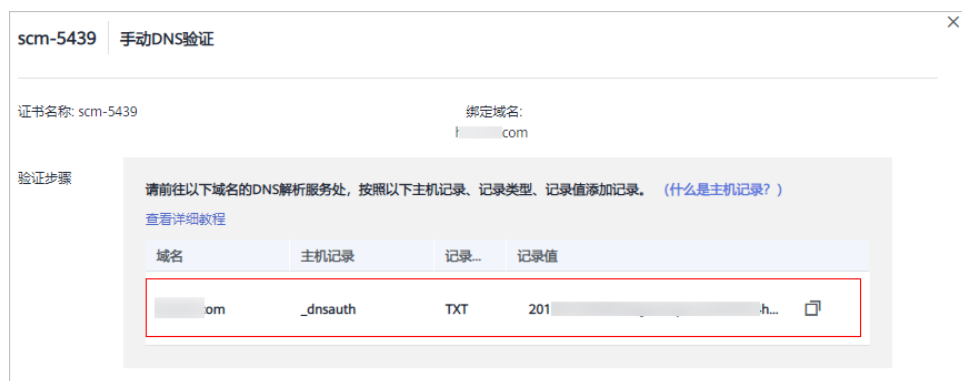 scm-5439 手动DNS验证
证书名称: scm-5439
绑定域名:
h com
验证步骤
请前往以下域名的DNS解析服务处，按照以下主机记录、记录类型、记录值添加记录。 （什么是主机记录？）
查看详细教程
域名 主机记录 记录... 记录值
com _dnsauth TXT 201 h...